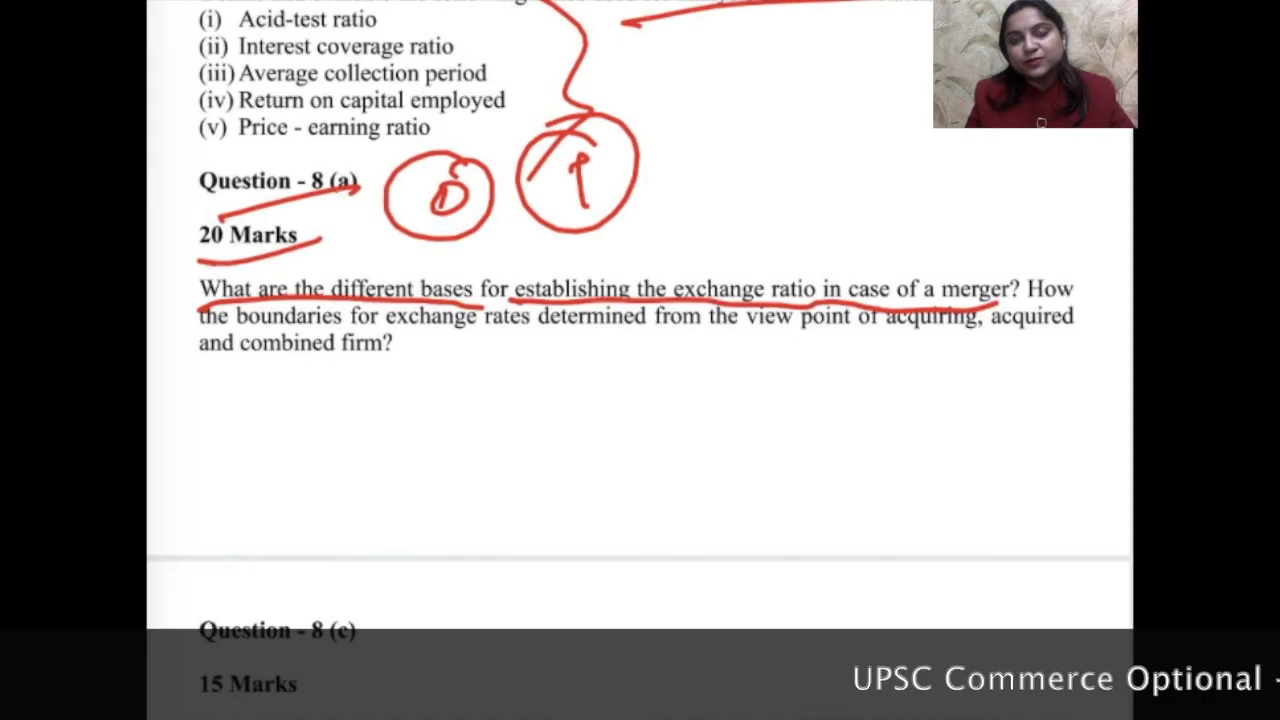 (i) Acid-test ratio
(ii) Interest coverage ratio
(iii) Average collection period
(iv) Return on capital employed
(v) Price - earning ratio
Question - 8 (a)
20 Marks
What are the different bases for establishing the exchange ratio in case of a merger? How
the boundaries for exchange rates determined from the view point of acquiring, acquired
and combined firm?
Question - 8 (c)
15 Marks
UPSC Commerce Optional -